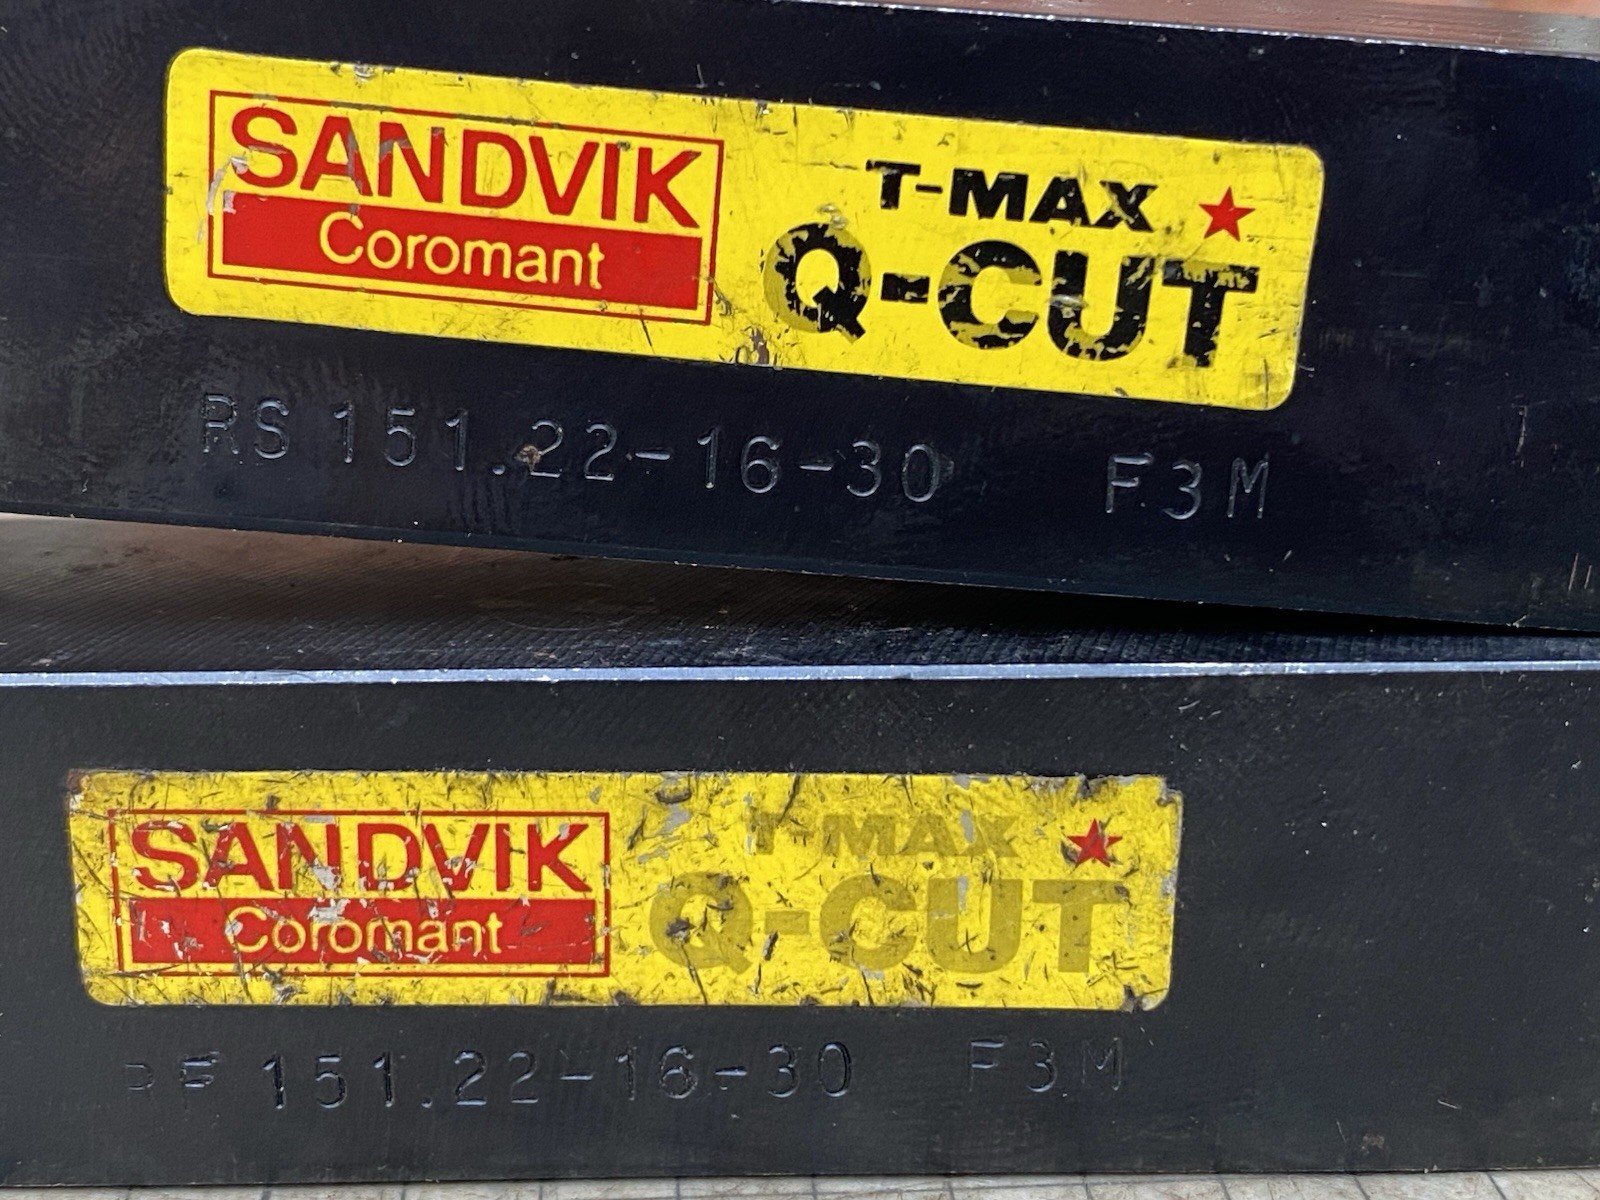 SANDVIK
Coromant
T-MAX
Q-CUT
RS 151.22-16-30 F3M
SANDVIK
Coromant
T-MAX
Q-CUT
RF 151.22-16-30 F3M